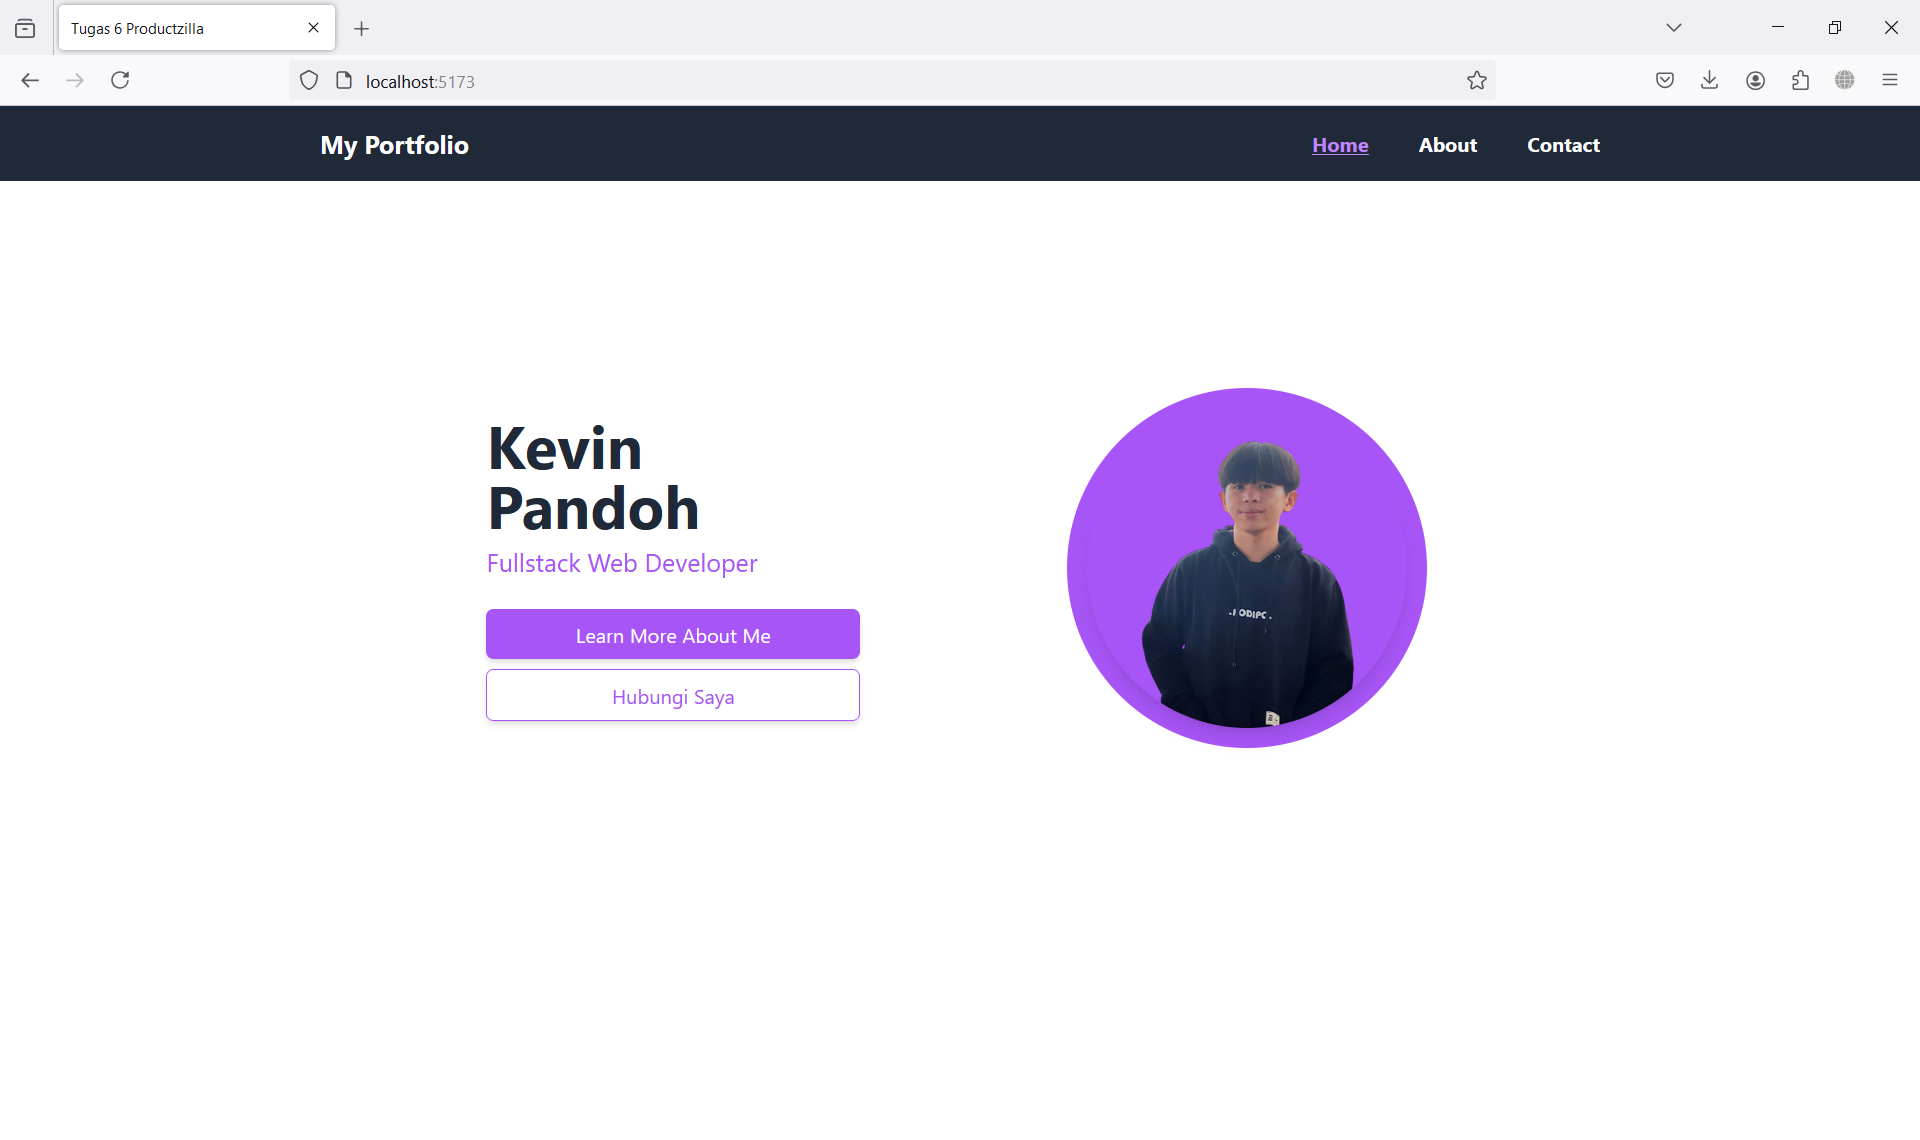 Tugas 6 Productzilla
localhost:5173
My Portfolio
Home
About
Contact
Kevin
Pandoh
Fullstack Web Developer
Learn More About Me
Hubungi Saya